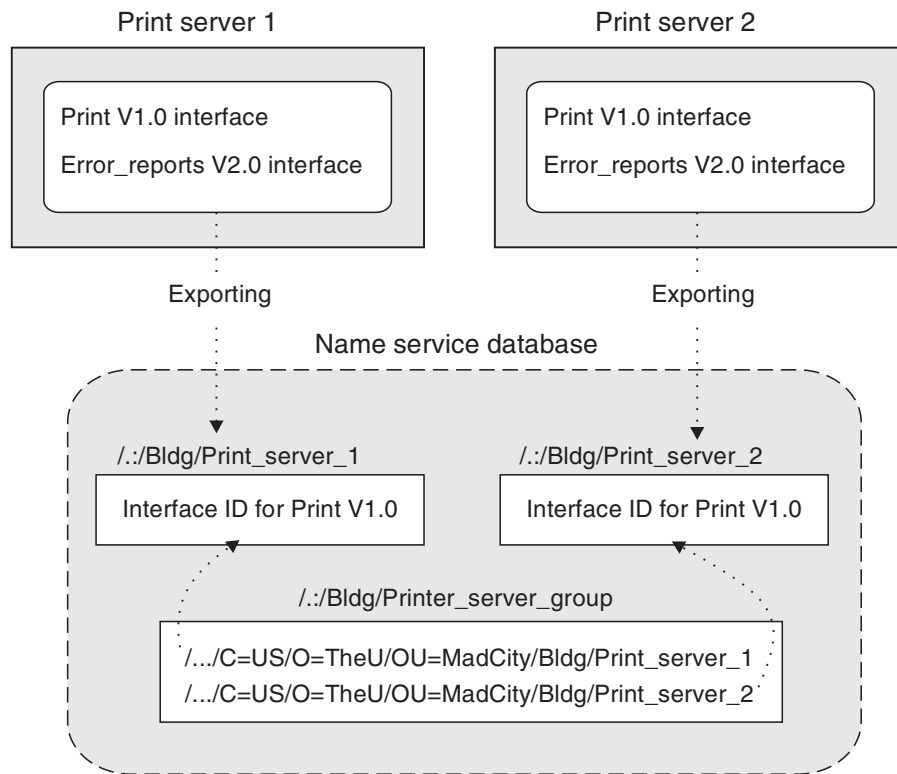 Print server 1
Print server 2
Print V1.0 interface
Error_reports V2.0 interface
Print V1.0 interface
Error_reports V2.0 interface
Exporting
Exporting
Name service database
/.:/Bldg/Print_server_1
/.:/Bldg/Print_server_2
Interface ID for Print V1.0
Interface ID for Print V1.0
/.:/Bldg/Printer_server_group
/.../C=US/O=TheU/OU=MadCity/Bldg/Print_server_1
/.../C=US/O=TheU/OU=MadCity/Bldg/Print_server_2